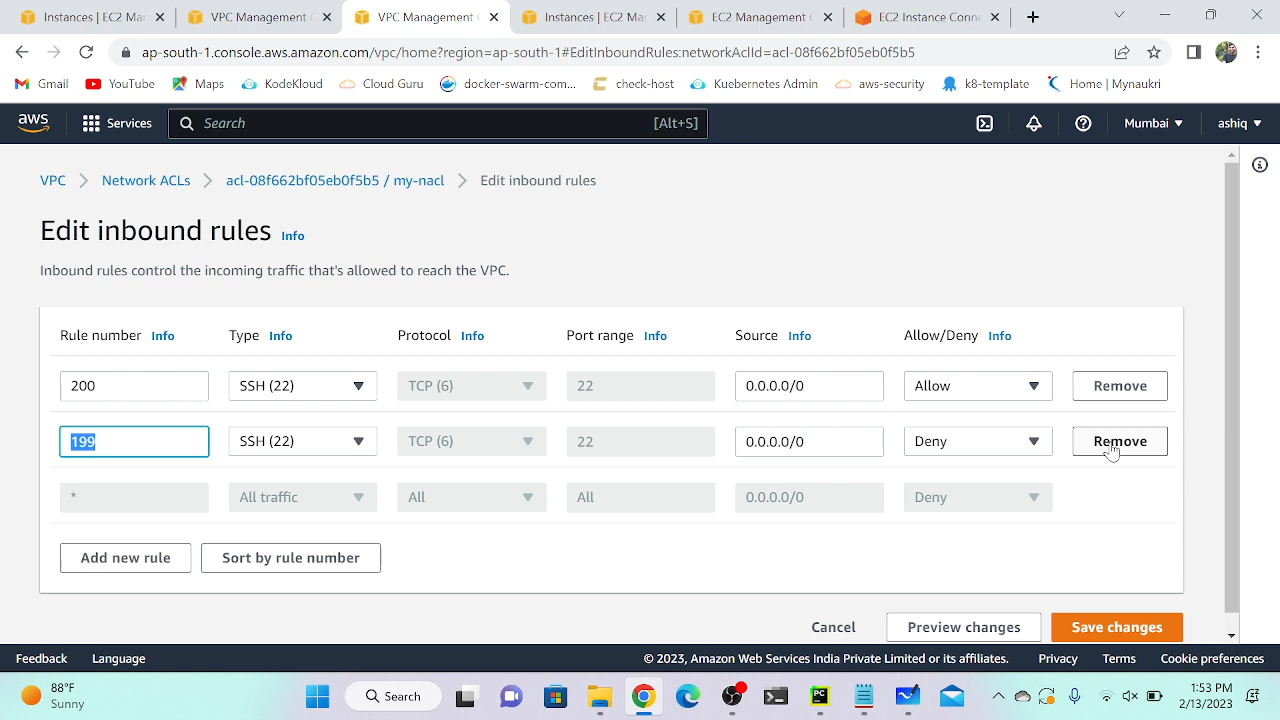 Instances | EC2 Mar
VPC Management C
VPC Management C
Instances | EC2 Mar
EC2 Management C
EC2 Instance Conne
ap-south-1.console.aws.amazon.com/vpc/home?region=ap-south-1#EditInboundRules:networkAclId=acl-08f662bf05eb0f5b5
Gmail YouTube Maps KodeKloud Cloud Guru docker-swarm-com... check-host Kuebernetes Admin aws-security k8-template Home | Mynaukri
aws Services Search [Alt+S] Mumbai ashiq
VPC Network ACLs acl-08f662bf05eb0f5b5 / my-nacl Edit inbound rules
Edit inbound rules Info
Inbound rules control the incoming traffic that's allowed to reach the VPC.
Rule number Info Type Info Protocol Info Port range Info Source Info Allow/Deny Info
200 SSH (22) TCP (6) 22 0.0.0.0/0 Allow Remove
199 SSH (22) TCP (6) 22 0.0.0.0/0 Deny Remove
* All traffic All All 0.0.0.0/0 Deny
Add new rule Sort by rule number
Cancel Preview changes Save changes
Feedback Language © 2023, Amazon Web Services India Private Limited or its affiliates. Privacy Terms Cookie preferences
88°F
Sunny
Search
1:53 PM
2/13/2023